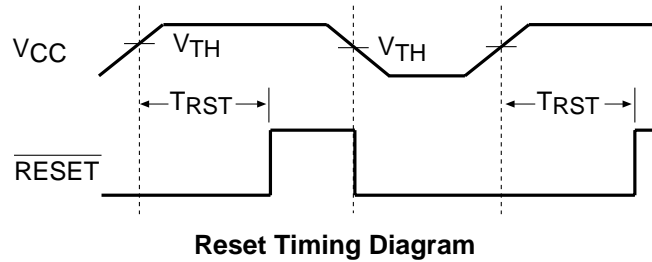 VCC
VTH
VTH
TRST
TRST
RESET
Reset Timing Diagram